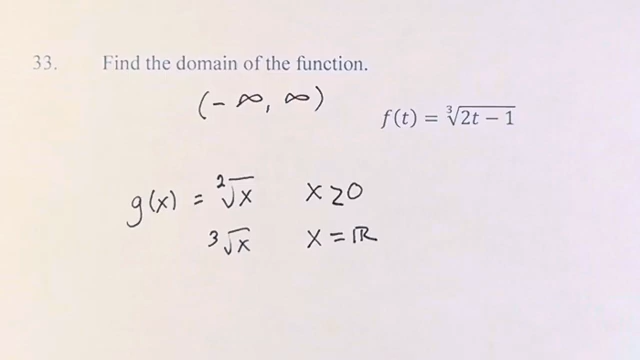 33. Find the domain of the function.
(-∞, ∞)
f(t) = ∛(2t − 1)
g(x) = ²√x x ≥ 0
³√x x = ℝ